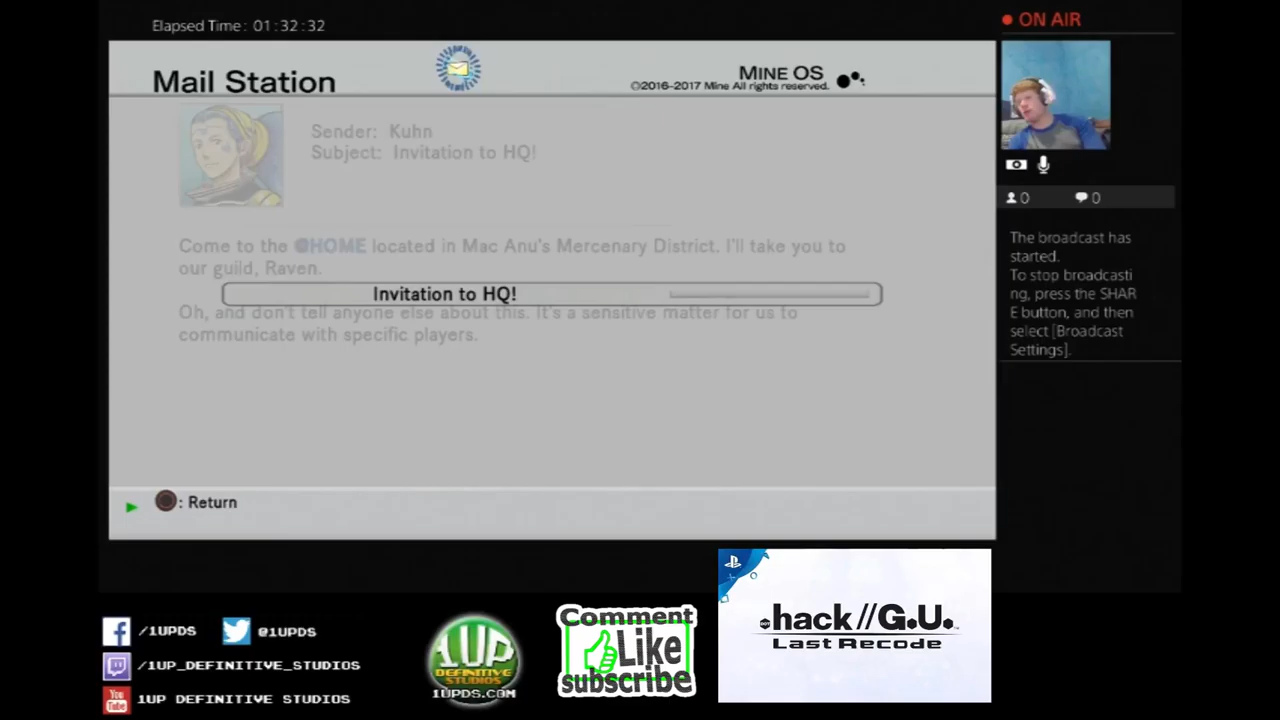 Elapsed Time: 01:32:32
ON AIR
Mail Station
MINE OS
©2016-2017 Mine All rights reserved.
Sender: Kuhn
Subject: Invitation to HQ!
Come to the @HOME located in Mac Anu's Mercenary District. I'll take you to
our guild, Raven.
Invitation to HQ!
Oh, and don't tell anyone else about this. It's a sensitive matter for us to
communicate with specific players.
: Return
0
0
The broadcast has
started.
To stop broadcasti
ng, press the SHAR
E button, and then
select [Broadcast
Settings].
/1UPDS
@1UPDS
/1UP_DEFINITIVE_STUDIOS
You
Tube
1UP DEFINITIVE STUDIOS
1UP
DEFINITIVE
STUDIOS
1UPDS.COM
Comment
Like
subscribe
.hack//G.U.™
Last Recode